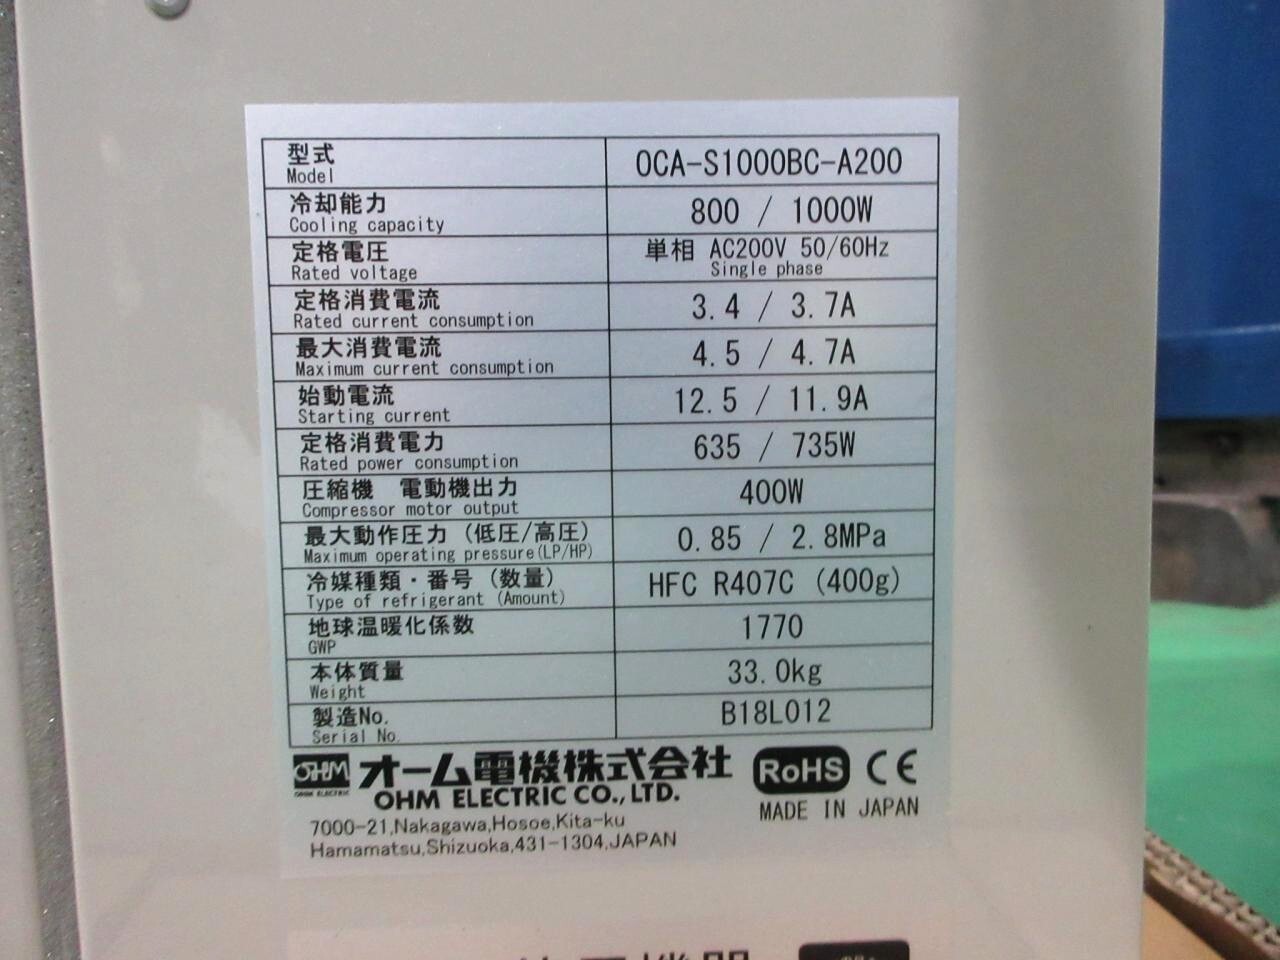 型式
Model
OCA-S1000BC-A200
冷却能力
Cooling capacity
800 / 1000W
定格電圧
Rated voltage
単相 AC200V 50/60Hz
Single phase
定格消費電流
Rated current consumption
3.4 / 3.7A
最大消費電流
Maximum current consumption
4.5 / 4.7A
始動電流
Starting current
12.5 / 11.9A
定格消費電力
Rated power consumption
635 / 735W
圧縮機 電動機出力
Compressor motor output
400W
最大動作圧力 (低圧/高圧)
Maximum operating pressure(LP/HP)
0.85 / 2.8MPa
冷媒種類・番号 (数量)
Type of refrigerant (Amount)
HFC R407C (400g)
地球温暖化係数
GWP
1770
本体質量
Weight
33.0kg
製造No.
Serial No.
B18L012
OHM
OHM ELECTRIC
オーム電機株式会社
OHM ELECTRIC CO., LTD.
RoHS CE
MADE IN JAPAN
7000-21,Nakagawa,Hosoe,Kita-ku
Hamamatsu,Shizuoka,431-1304,JAPAN